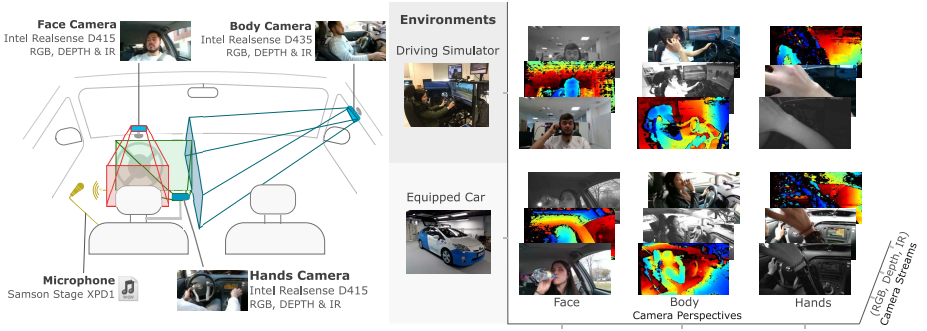 Face Camera
Intel Realsense D415
RGB, DEPTH & IR
Body Camera
Intel Realsense D435
RGB, DEPTH & IR
Microphone
Samson Stage XPD1
Hands Camera
Intel Realsense D415
RGB, DEPTH & IR
Environments
Driving Simulator
Equipped Car
Face
Body
Hands
Camera Perspectives
(RGB, Depth, IR)
Camera Streams